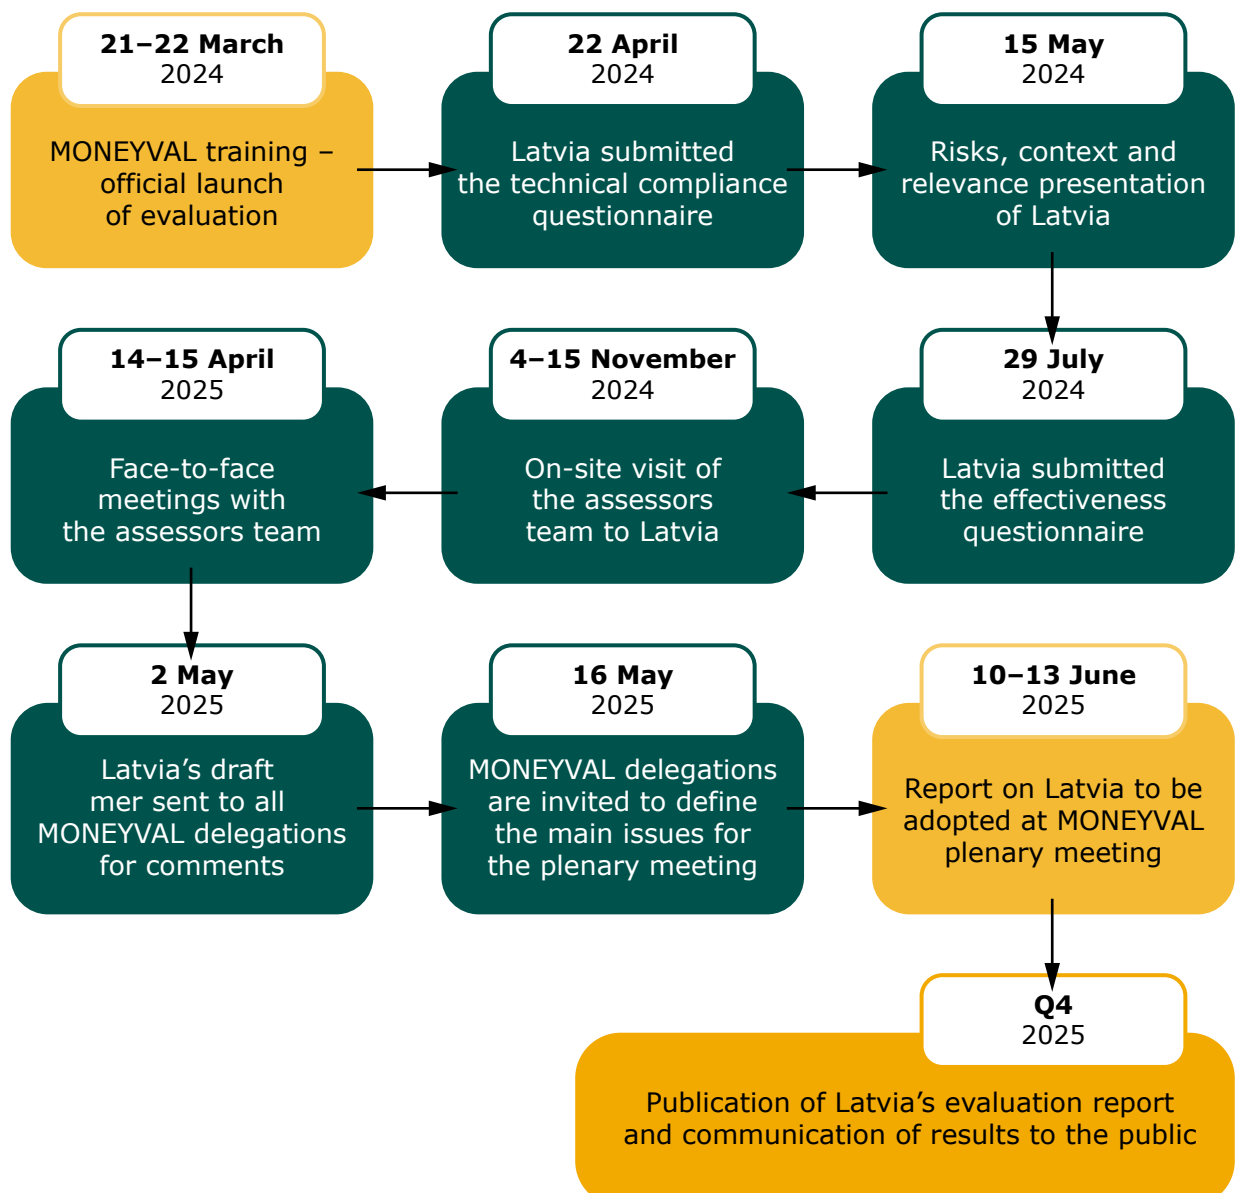 21–22 March
2024
MONEYVAL training –
official launch
of evaluation
22 April
2024
Latvia submitted
the technical compliance
questionnaire
15 May
2024
Risks, context and
relevance presentation
of Latvia
29 July
2024
Latvia submitted
the effectiveness
questionnaire
4–15 November
2024
On-site visit of
the assessors
team to Latvia
14–15 April
2025
Face-to-face
meetings with
the assessors team
2 May
2025
Latvia’s draft
mer sent to all
MONEYVAL delegations
for comments
16 May
2025
MONEYVAL delegations
are invited to define
the main issues for
the plenary meeting
10–13 June
2025
Report on Latvia to be
adopted at MONEYVAL
plenary meeting
Q4
2025
Publication of Latvia’s evaluation report
and communication of results to the public